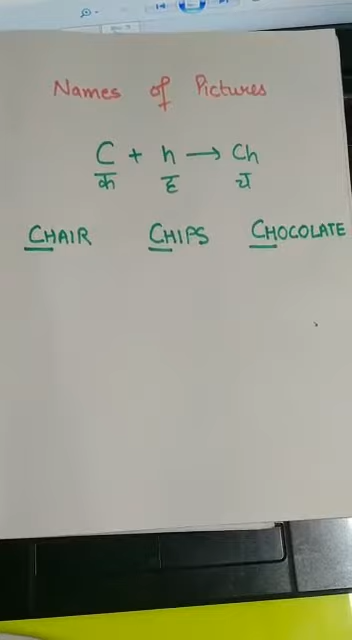 Names of Pictures
C + h → Ch
क ह च
CHAIR CHIPS CHOCOLATE